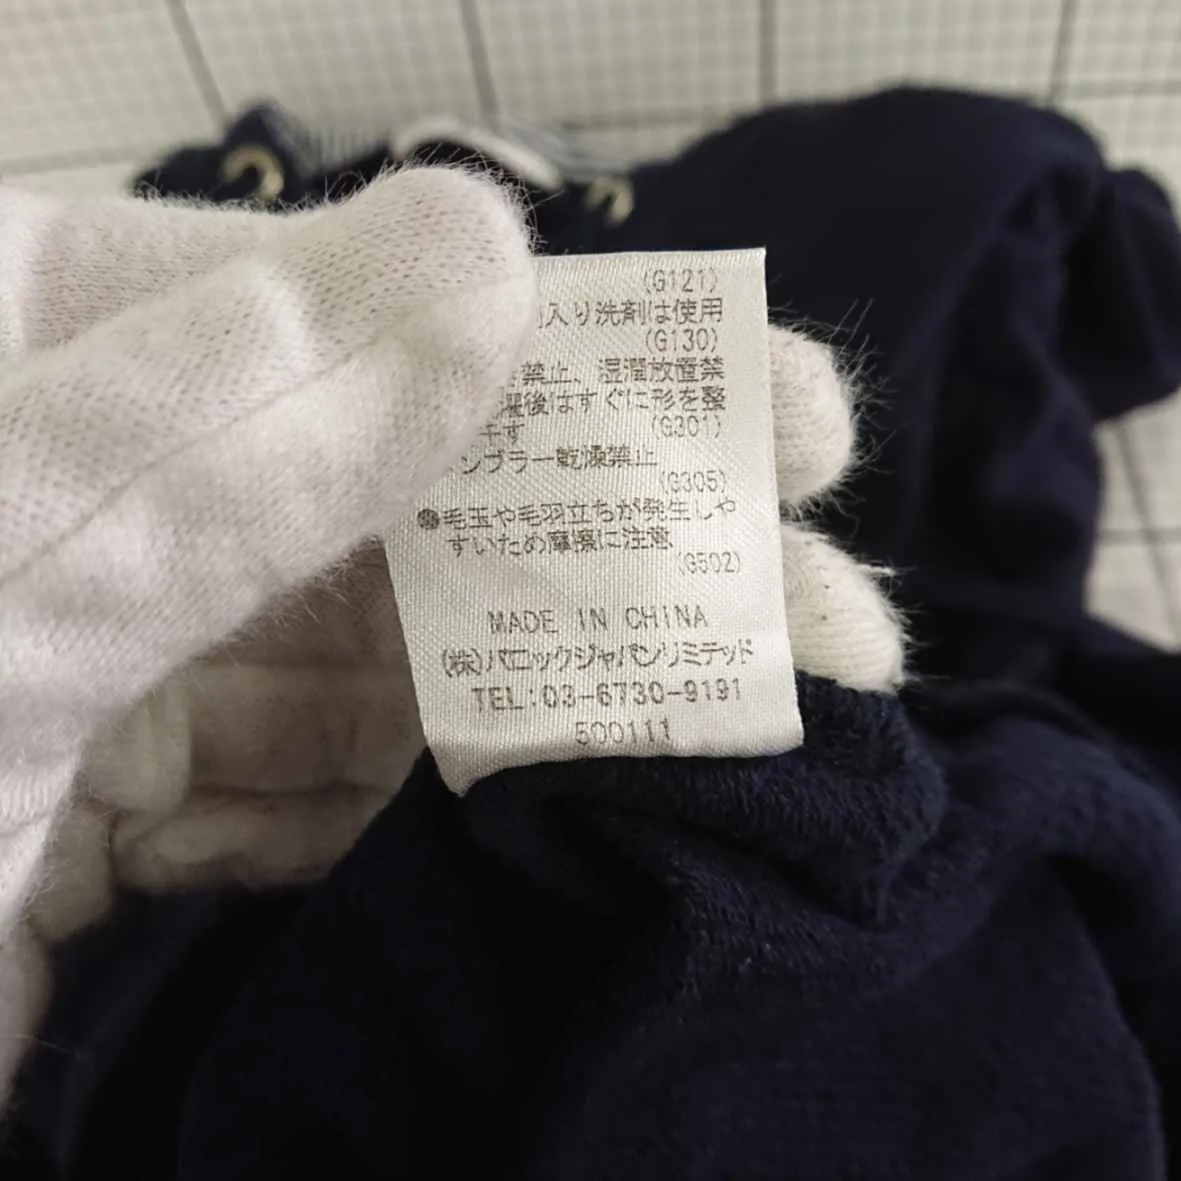 (G121)
入り洗剤は使用
(G130)
禁止、湿潤放置禁
濯後はすぐに形を整
干す (G301)
ンブラー乾燥禁止
(G305)
●毛玉や毛羽立ちが発生しや
すいため摩擦に注意
(G502)
MADE IN CHINA
(株)パニックジャパンリミテッド
TEL:03-6730-9191
500111